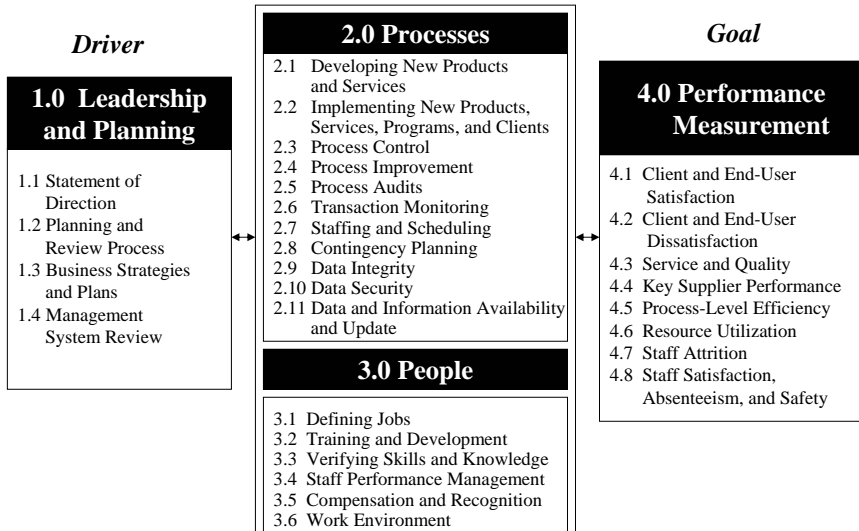 Driver
1.0 Leadership
and Planning
1.1 Statement of
Direction
1.2 Planning and
Review Process
1.3 Business Strategies
and Plans
1.4 Management
System Review
2.0 Processes
2.1 Developing New Products
and Services
2.2 Implementing New Products,
Services, Programs, and Clients
2.3 Process Control
2.4 Process Improvement
2.5 Process Audits
2.6 Transaction Monitoring
2.7 Staffing and Scheduling
2.8 Contingency Planning
2.9 Data Integrity
2.10 Data Security
2.11 Data and Information Availability
and Update
3.0 People
3.1 Defining Jobs
3.2 Training and Development
3.3 Verifying Skills and Knowledge
3.4 Staff Performance Management
3.5 Compensation and Recognition
3.6 Work Environment
Goal
4.0 Performance
Measurement
4.1 Client and End-User
Satisfaction
4.2 Client and End-User
Dissatisfaction
4.3 Service and Quality
4.4 Key Supplier Performance
4.5 Process-Level Efficiency
4.6 Resource Utilization
4.7 Staff Attrition
4.8 Staff Satisfaction,
Absenteeism, and Safety